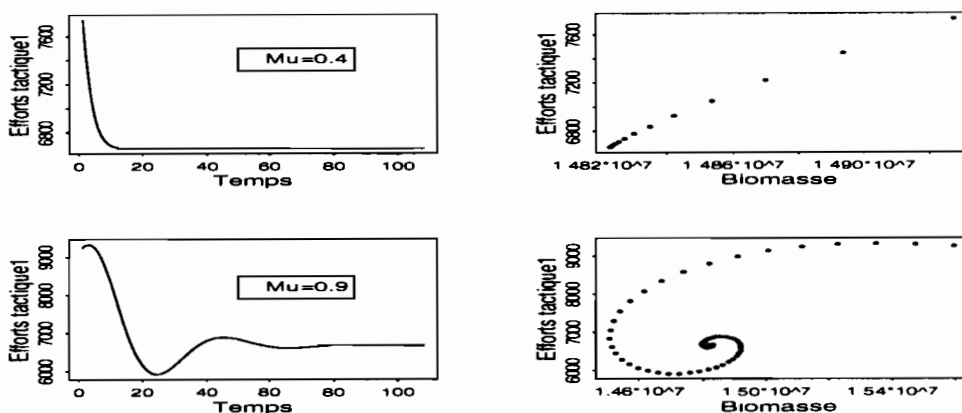 Efforts tactique1
7600
7200
6800
Mu=0.4
0 20 40 60 80 100
Temps
Efforts tactique1
7600
7200
6800
1 482*10^7 1 486*10^7 1 490*10^7
Biomasse
Efforts tactique1
9000
8000
7000
6000
Mu=0.9
0 20 40 60 80 100
Temps
Efforts tactique1
9000
8000
7000
6000
1.46*10^7 1 50*10^7 1 54*10^7
Biomasse